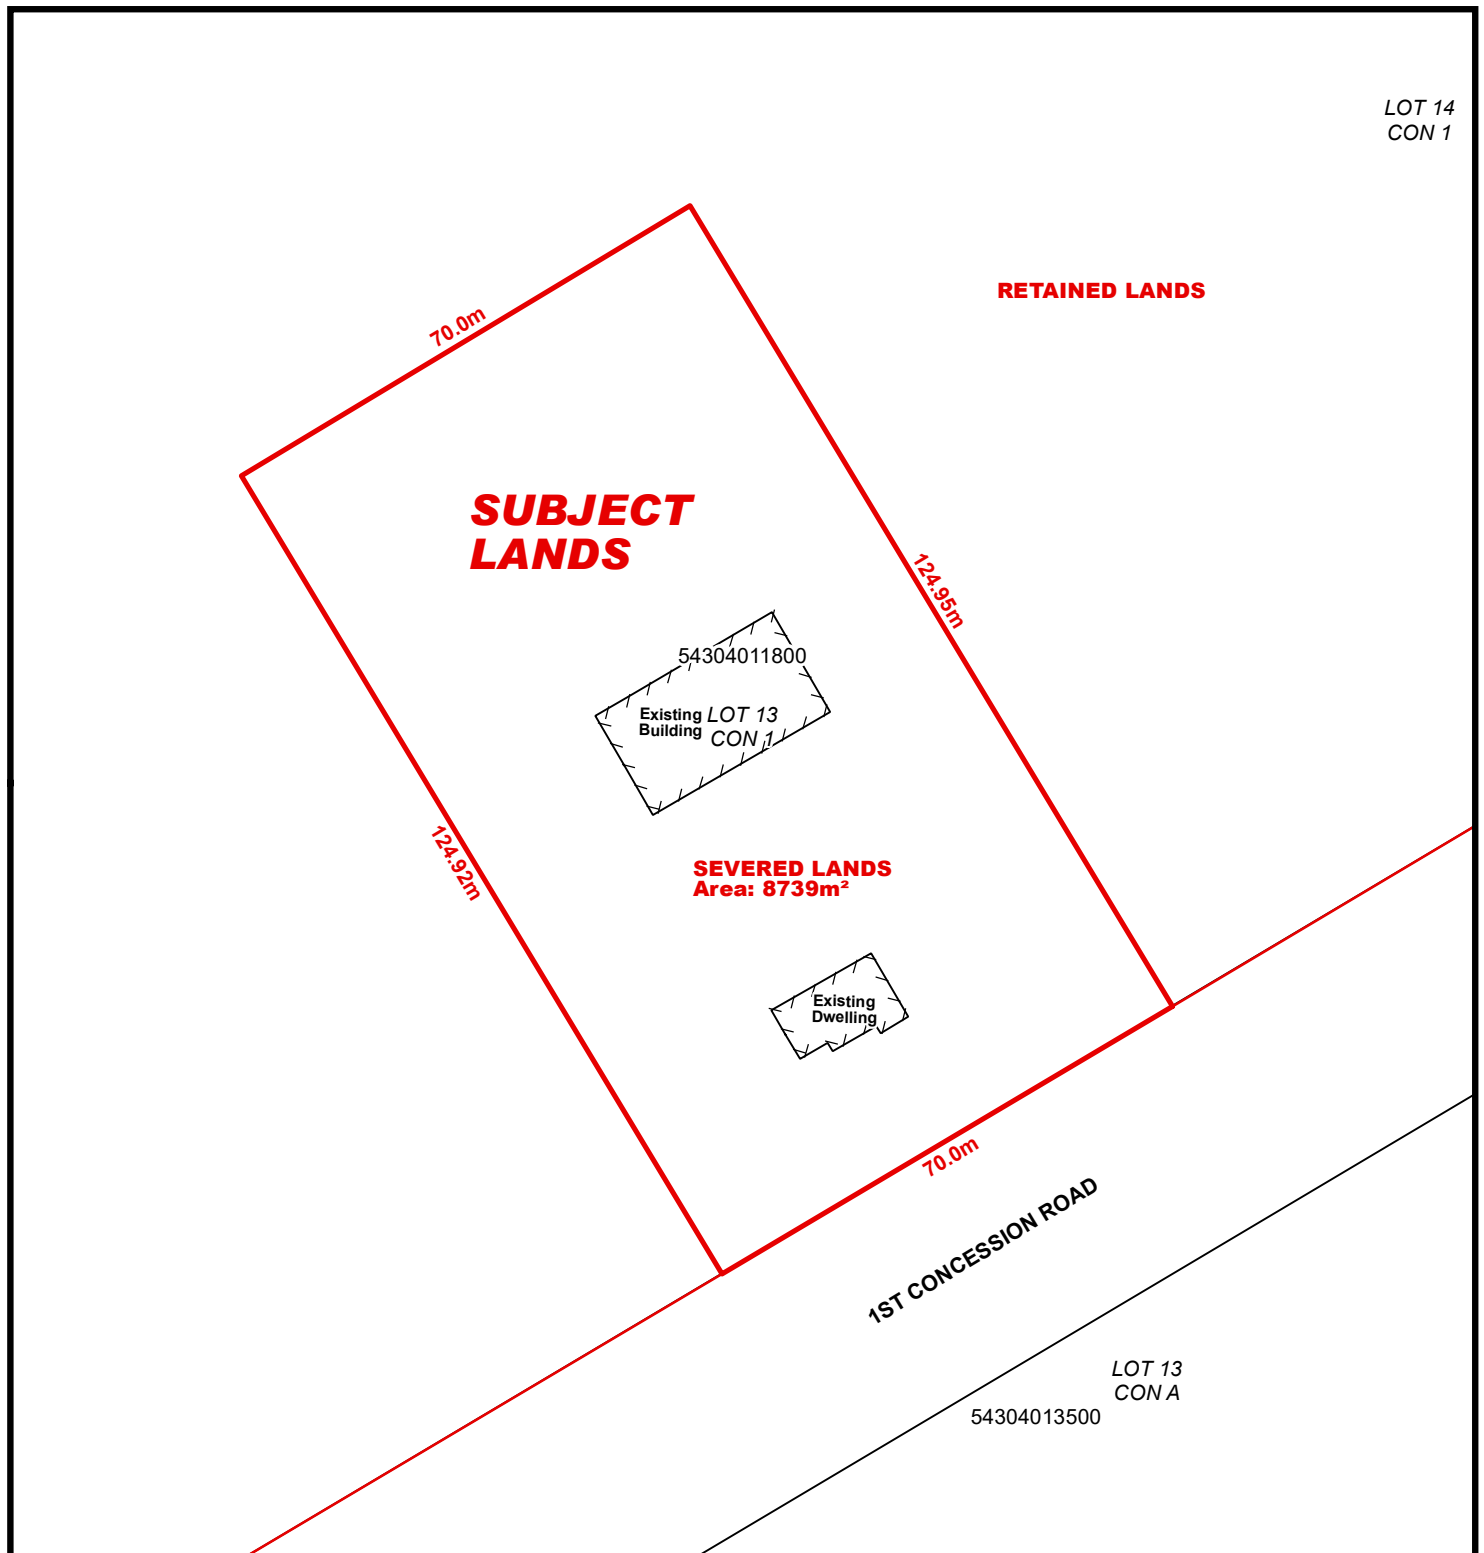 LOT 14
CON 1
RETAINED LANDS
70.0m
SUBJECT
LANDS
124.95m
54304011800
Existing
Building
LOT 13
CON 1
124.92m
SEVERED LANDS
Area: 8739m²
Existing
Dwelling
70.0m
1ST CONCESSION ROAD
LOT 13
CON A
54304013500